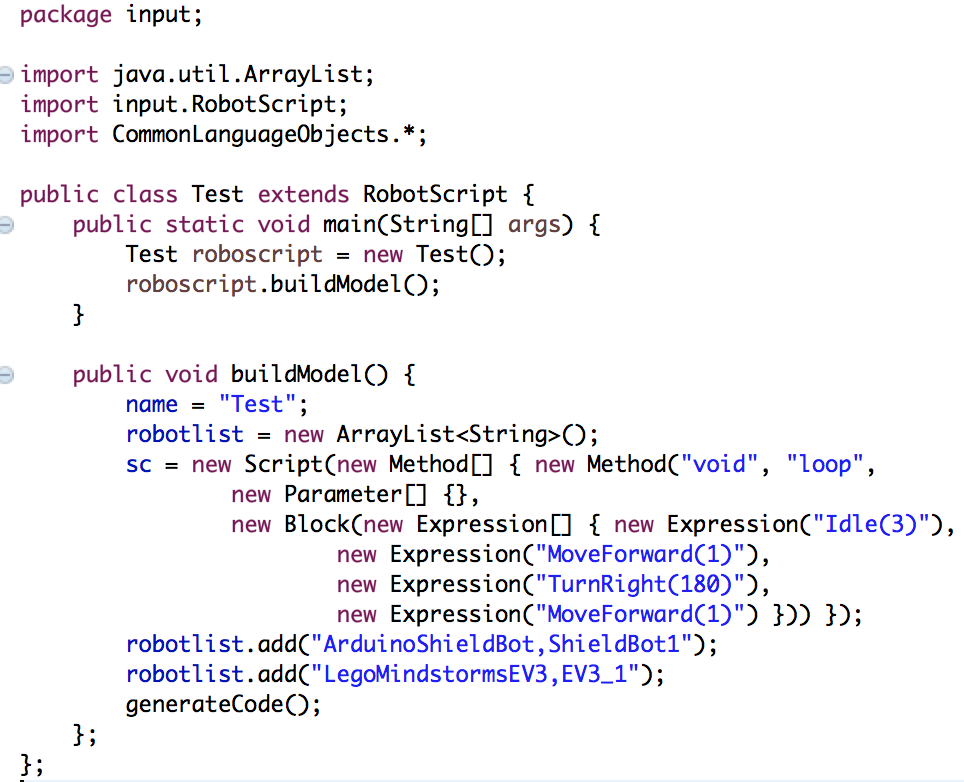 package input;

import java.util.ArrayList;
import input.RobotScript;
import CommonLanguageObjects.*;

public class Test extends RobotScript {
    public static void main(String[] args) {
        Test roboscript = new Test();
        roboscript.buildModel();
    }

    public void buildModel() {
        name = "Test";
        robotlist = new ArrayList<String>();
        sc = new Script(new Method[] { new Method("void", "loop",
                new Parameter[] {},
                new Block(new Expression[] { new Expression("Idle(3)"),
                        new Expression("MoveForward(1)"),
                        new Expression("TurnRight(180)"),
                        new Expression("MoveForward(1)") })) });
        robotlist.add("ArduinoShieldBot,ShieldBot1");
        robotlist.add("LegoMindstormsEV3,EV3_1");
        generateCode();
    };
};